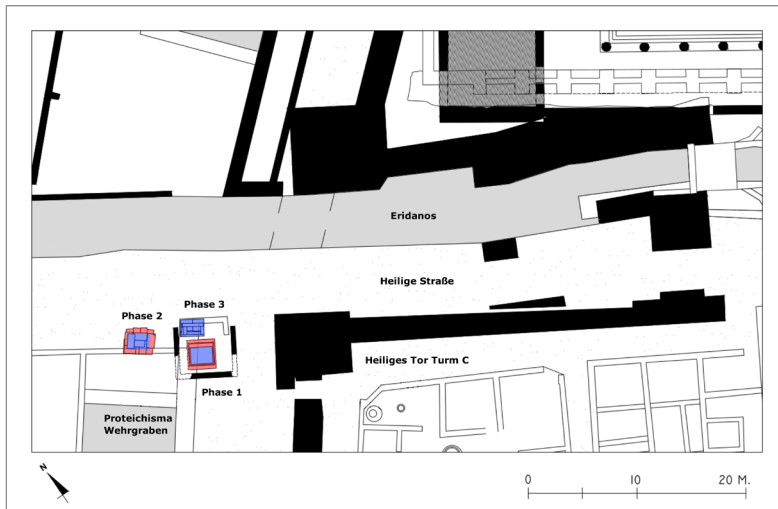 Eridanos
Heilige Straße
Phase 3
Phase 2
Heiliges Tor Turm C
Phase 1
Proteichisma
Wehrgraben
N
0 10 20 M.